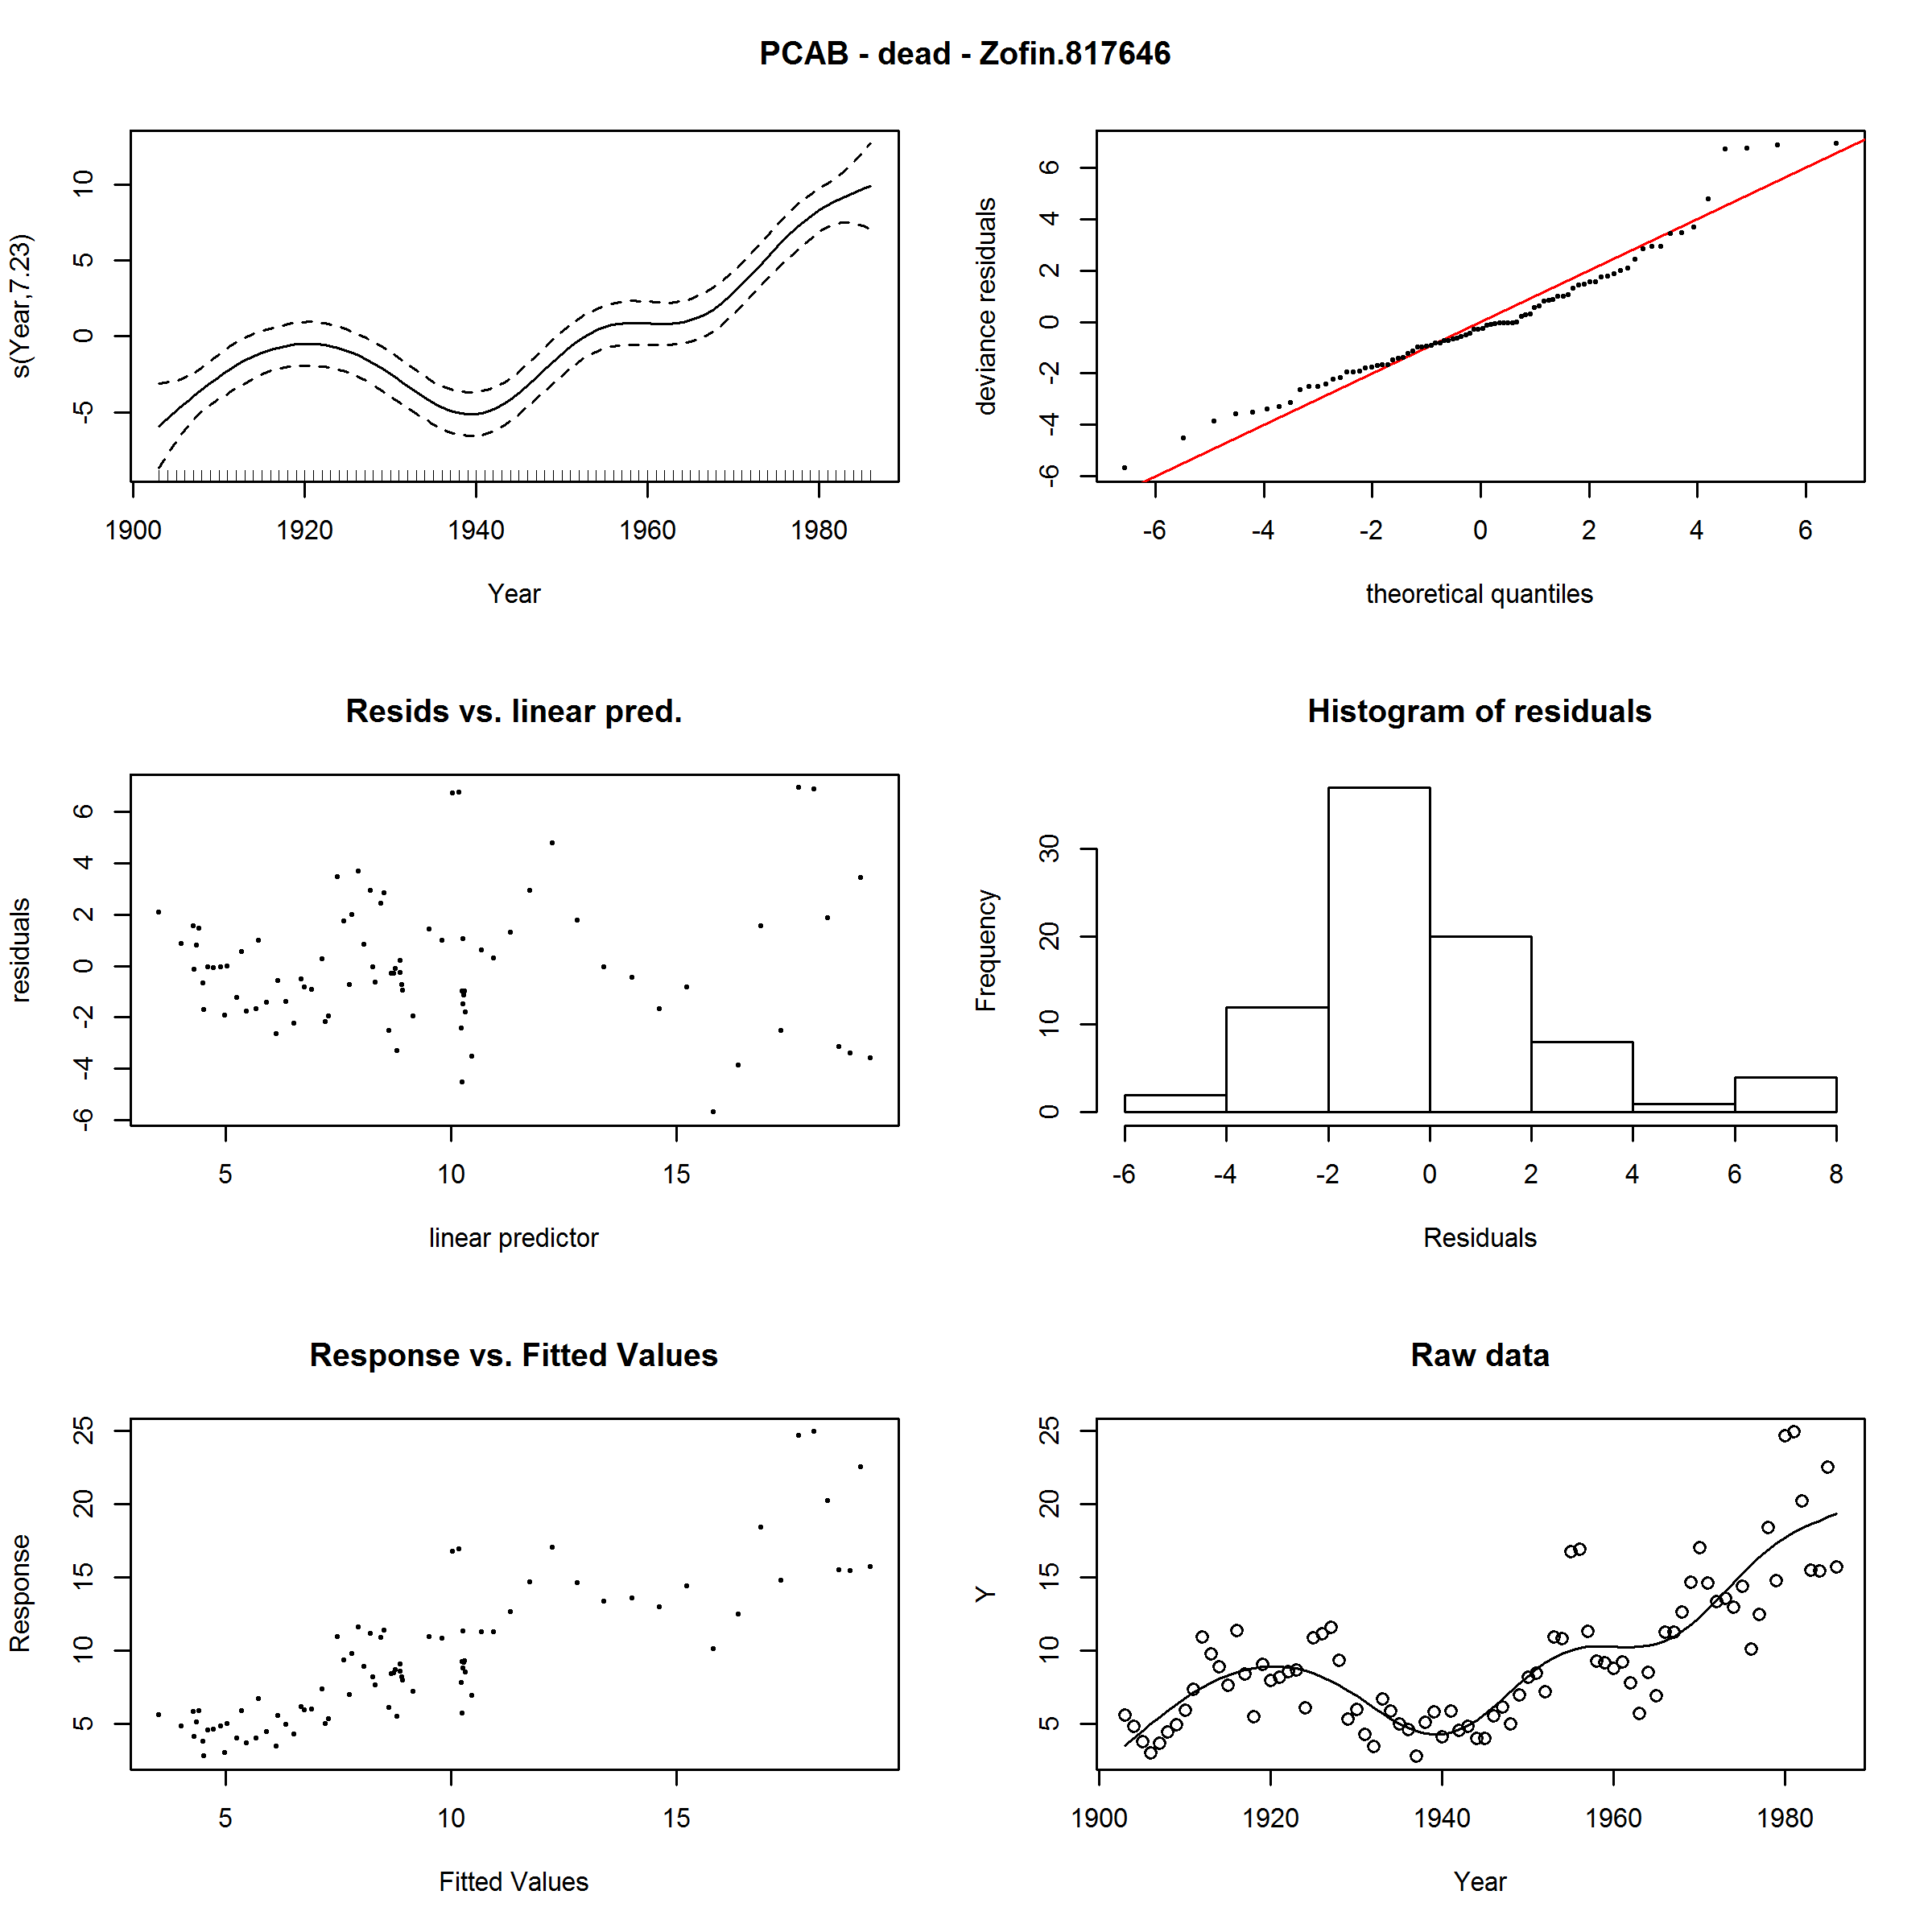 PCAB - dead - Zofin.817646
s(Year,7.23)
-5 0 5 10
1900 1920 1940 1960 1980
Year
deviance residuals
-6 -4 -2 0 2 4 6
-6 -4 -2 0 2 4 6
theoretical quantiles
Resids vs. linear pred.
residuals
-6 -4 -2 0 2 4 6
5 10 15
linear predictor
Histogram of residuals
Frequency
0 10 20 30
-6 -4 -2 0 2 4 6 8
Residuals
Response vs. Fitted Values
Response
5 10 15 20 25
5 10 15
Fitted Values
Raw data
Y
5 10 15 20 25
1900 1920 1940 1960 1980
Year